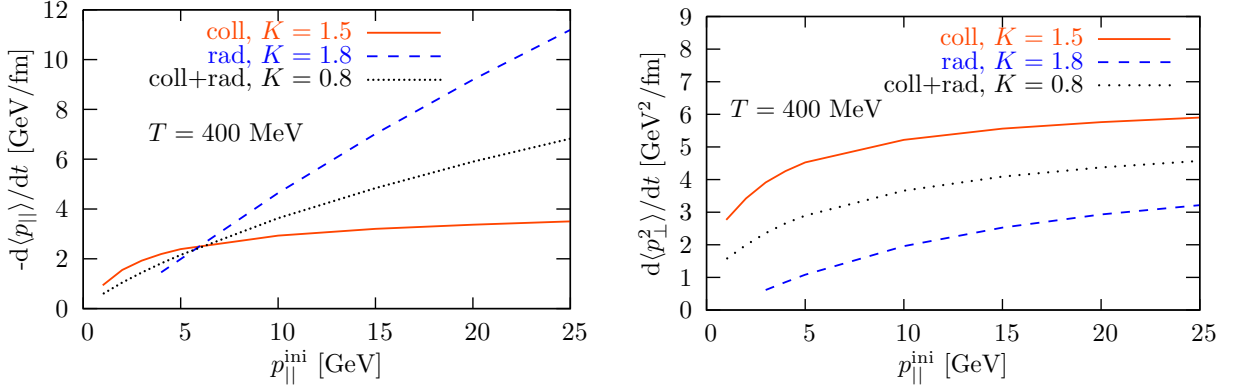 -d⟨p||⟩/dt [GeV/fm]
12
10
8
6
4
2
0
coll, K = 1.5
rad, K = 1.8
coll+rad, K = 0.8
T = 400 MeV
0 5 10 15 20 25
p||^ini [GeV]
d⟨p⊥²⟩/dt [GeV²/fm]
9
8
7
6
5
4
3
2
1
0
coll, K = 1.5
rad, K = 1.8
coll+rad, K = 0.8
T = 400 MeV
0 5 10 15 20 25
p||^ini [GeV]